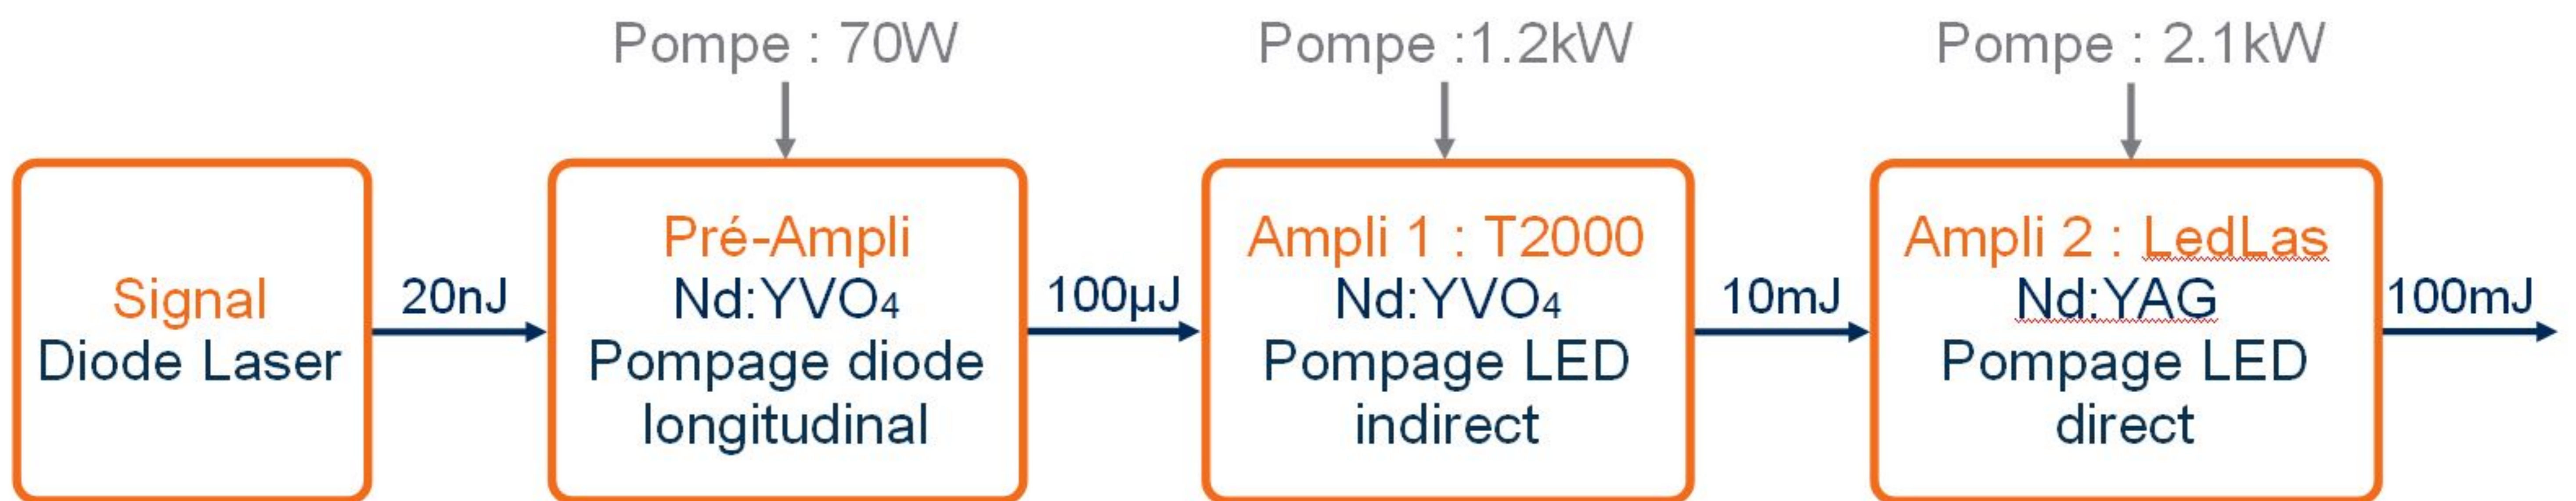 Pompe : 70W
Pompe :1.2kW
Pompe : 2.1kW
Signal
Diode Laser
20nJ
Pré-Ampli
Nd:YVO₄
Pompage diode
longitudinal
100µJ
Ampli 1 : T2000
Nd:YVO₄
Pompage LED
indirect
10mJ
Ampli 2 : LedLas
Nd:YAG
Pompage LED
direct
100mJ